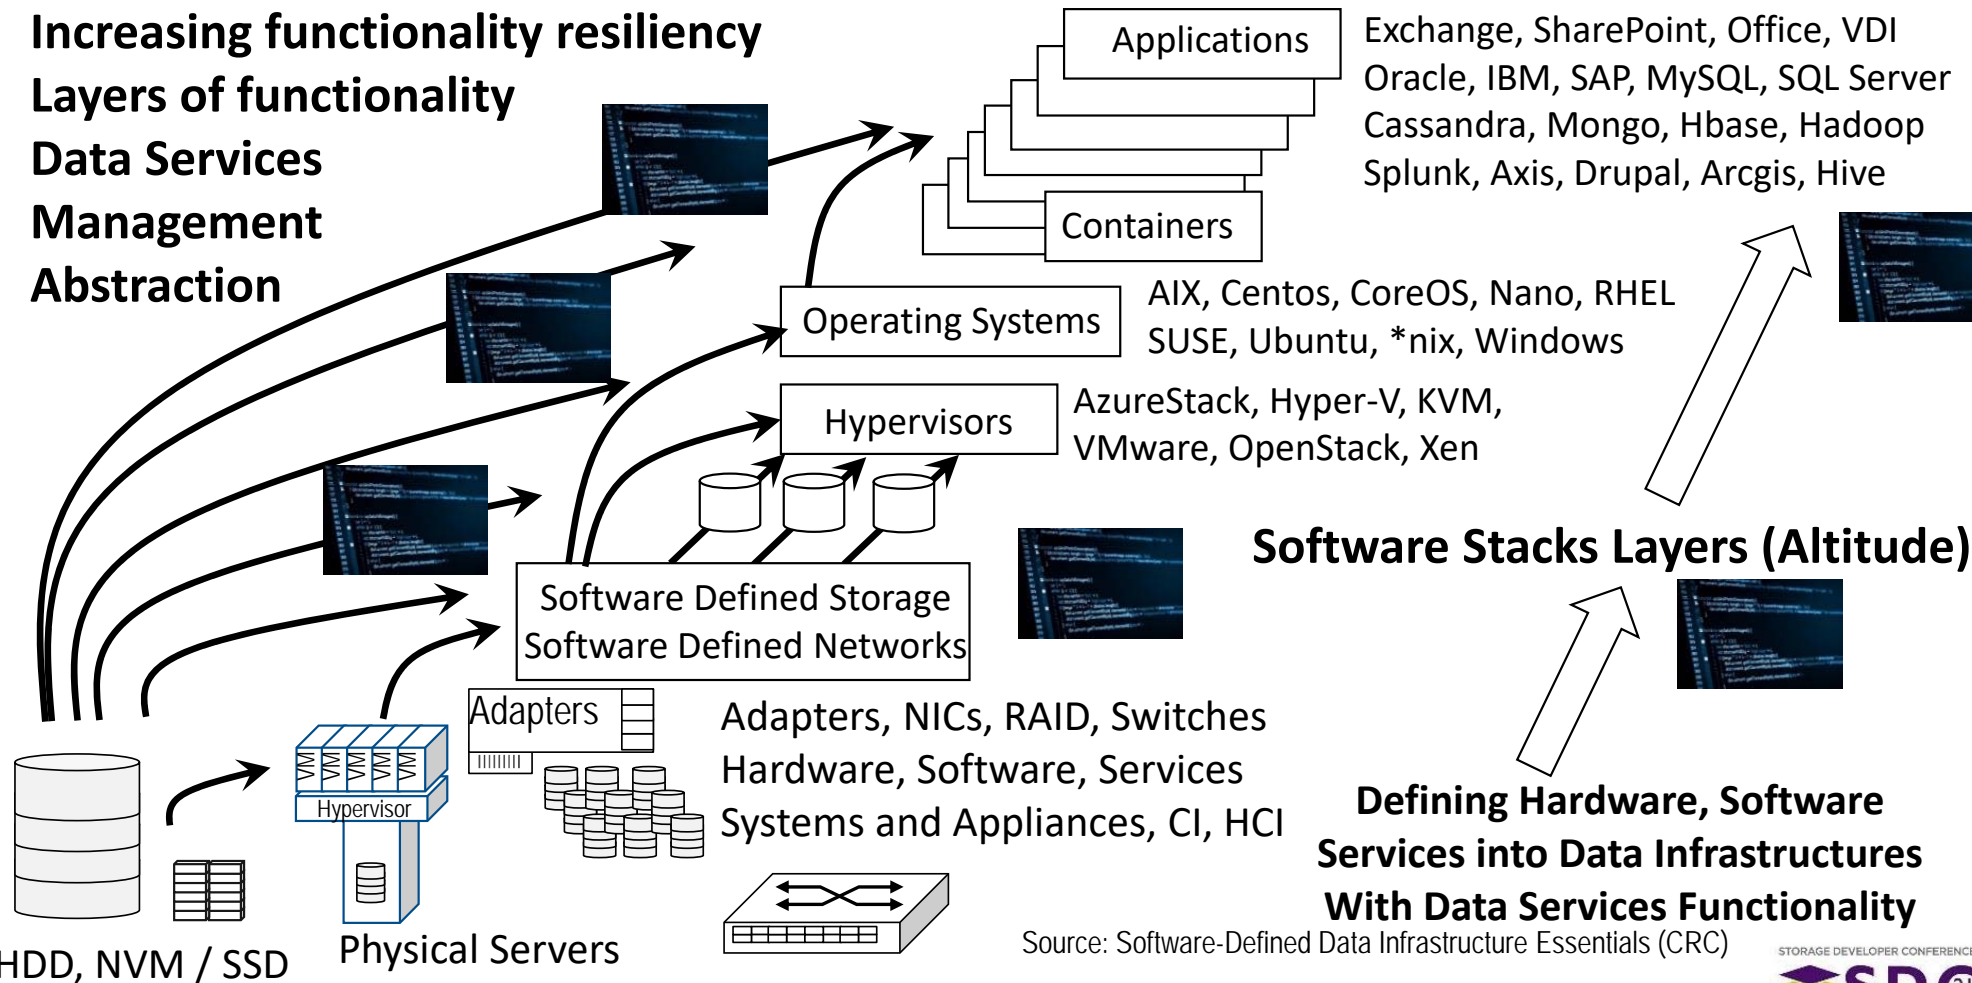 Increasing functionality resiliency
Layers of functionality
Data Services
Management
Abstraction
Applications
Containers
Exchange, SharePoint, Office, VDI
Oracle, IBM, SAP, MySQL, SQL Server
Cassandra, Mongo, Hbase, Hadoop
Splunk, Axis, Drupal, Arcgis, Hive
Operating Systems
AIX, Centos, CoreOS, Nano, RHEL
SUSE, Ubuntu, *nix, Windows
Hypervisors
AzureStack, Hyper-V, KVM,
VMware, OpenStack, Xen
Software Stacks Layers (Altitude)
Software Defined Storage
Software Defined Networks
Adapters
Adapters, NICs, RAID, Switches
Hardware, Software, Services
Systems and Appliances, CI, HCI
VM VM VM VM VM
Hypervisor
Defining Hardware, Software
Services into Data Infrastructures
With Data Services Functionality
HDD, NVM / SSD
Physical Servers
Source: Software-Defined Data Infrastructure Essentials (CRC)
STORAGE DEVELOPER CONFERENCE